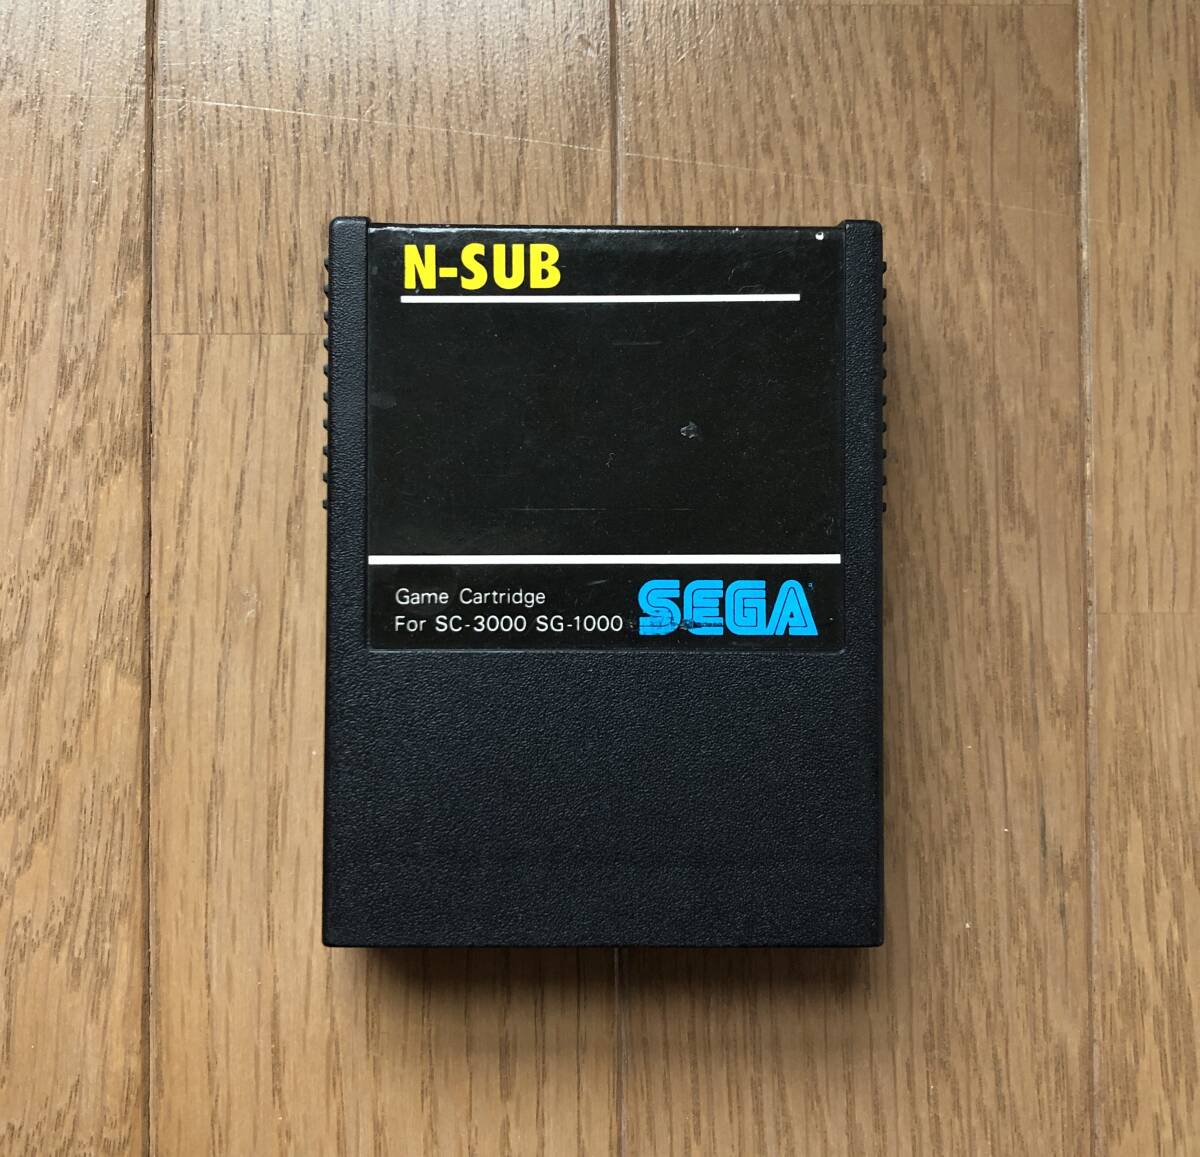 N-SUB
Game Cartridge
For SC-3000 SG-1000
SEGA